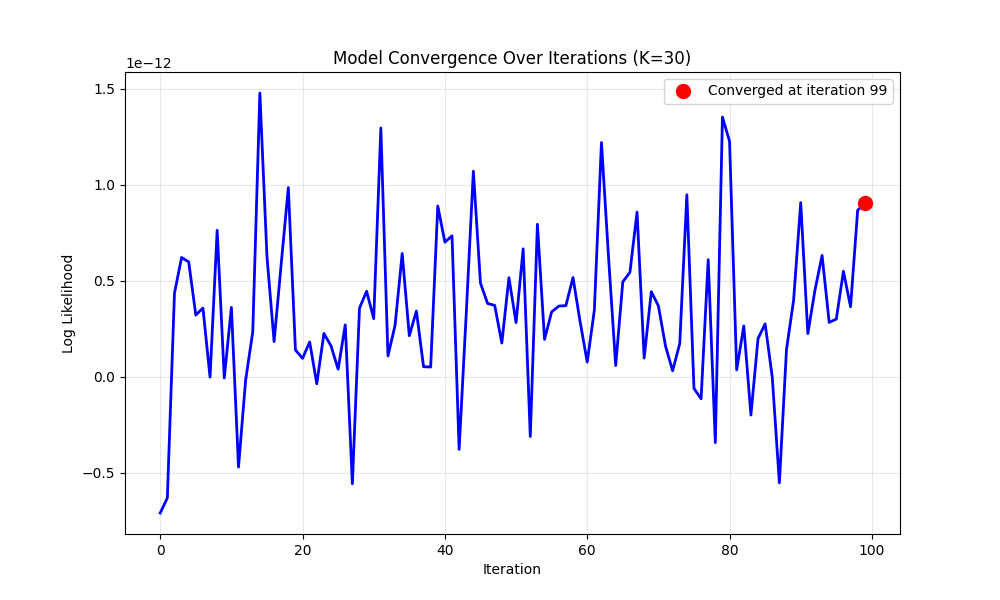 Model Convergence Over Iterations (K=30)
1e−12
Converged at iteration 99
1.5
1.0
0.5
0.0
−0.5
Log Likelihood
0 20 40 60 80 100
Iteration